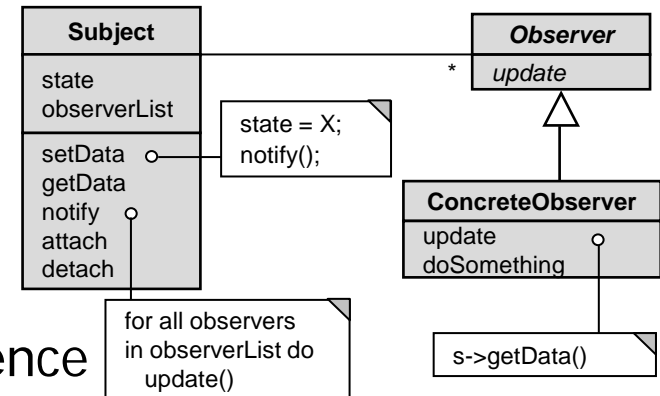 Subject
state
observerList
setData
getData
notify
attach
detach
state = X;
notify();
*
Observer
update
ConcreteObserver
update
doSomething
for all observers
in observerList do
update()
s->getData()
ence